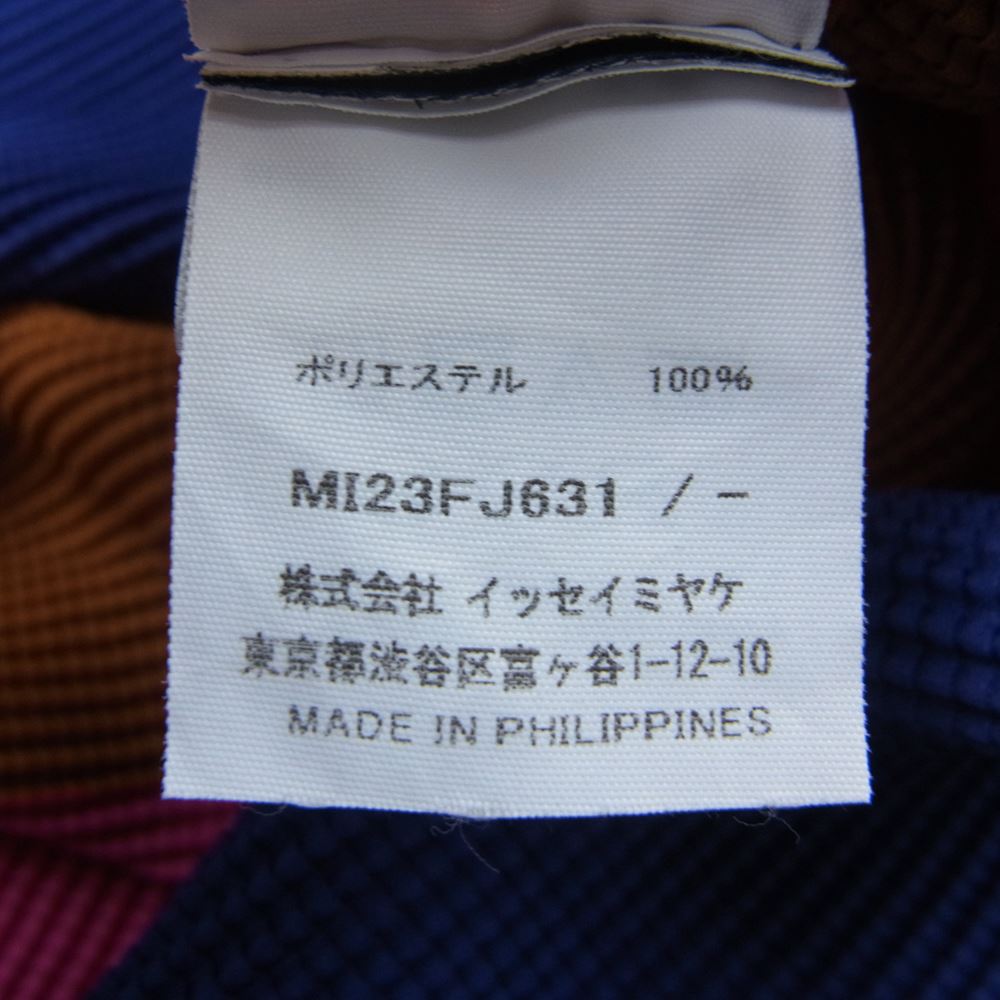 ポリエステル 100%
MI23FJ631 / -
株式会社 イッセイミヤケ
東京都渋谷区富ヶ谷1-12-10
MADE IN PHILIPPINES